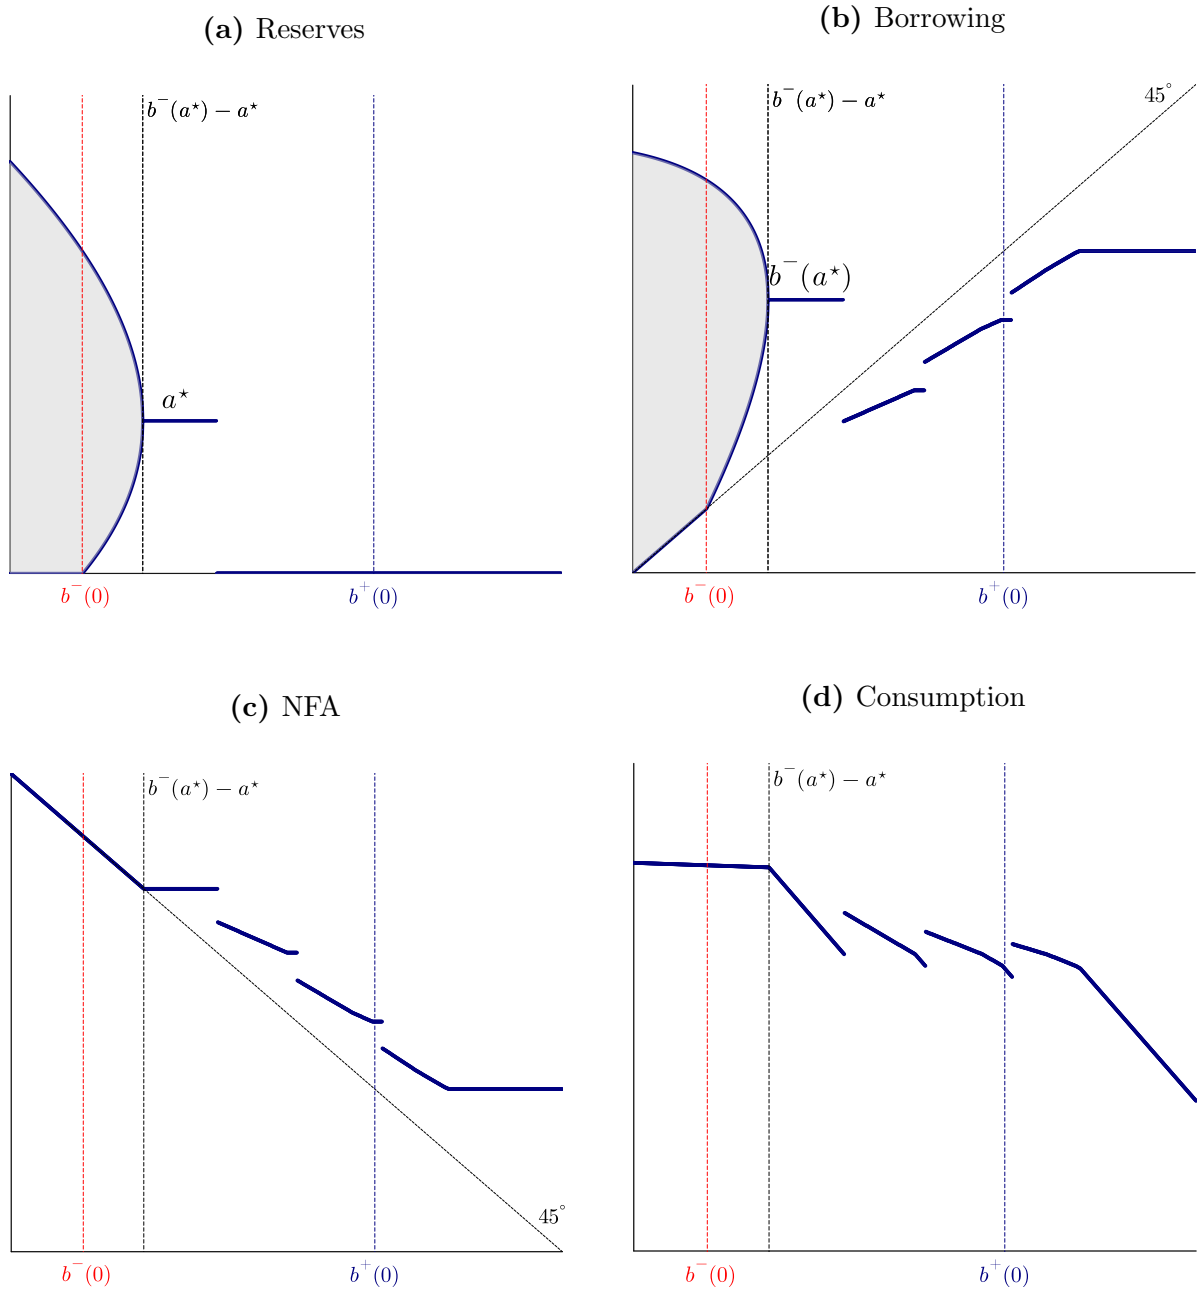 (a) Reserves
b⁻(a⋆) − a⋆
a⋆
b⁻(0)
b⁺(0)
(b) Borrowing
b⁻(a⋆) − a⋆
45°
b⁻(a⋆)
b⁻(0)
b⁺(0)
(c) NFA
b⁻(a⋆) − a⋆
45°
b⁻(0)
b⁺(0)
(d) Consumption
b⁻(a⋆) − a⋆
b⁻(0)
b⁺(0)